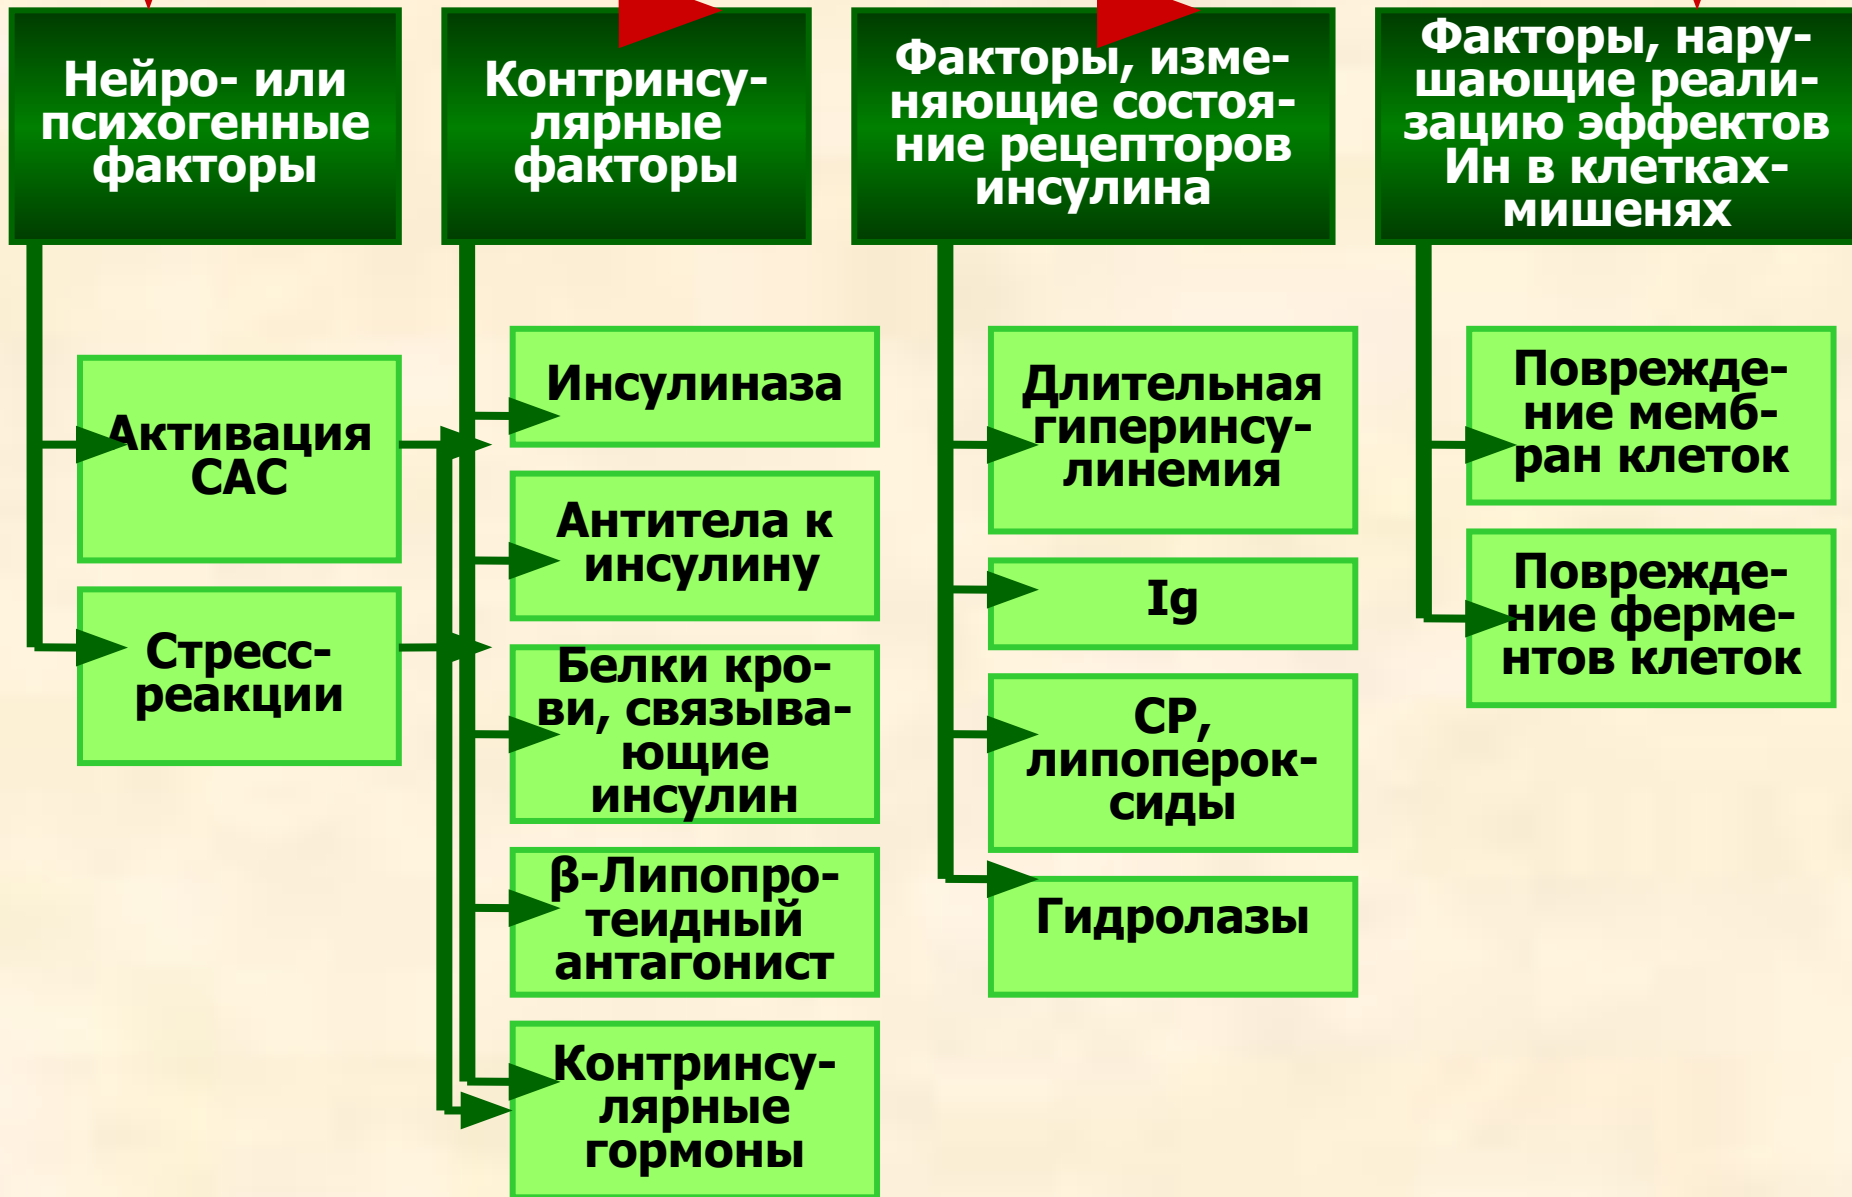 Нейро- или
психогенные
факторы
Контринсу-
лярные
факторы
Факторы, изме-
няющие состоя-
ние рецепторов
инсулина
Факторы, нару-
шающие реали-
зацию эффектов
Ин в клетках-
мишенях
Активация
САС
Стресс-
реакции
Инсулиназа
Антитела к
инсулину
Белки кро-
ви, связыва-
ющие
инсулин
β-Липопро-
теидный
антагонист
Контринсу-
лярные
гормоны
Длительная
гиперинсу-
линемия
Ig
СР,
липоперок-
сиды
Гидролазы
Поврежде-
ние мемб-
ран клеток
Поврежде-
ние ферме-
нтов клеток